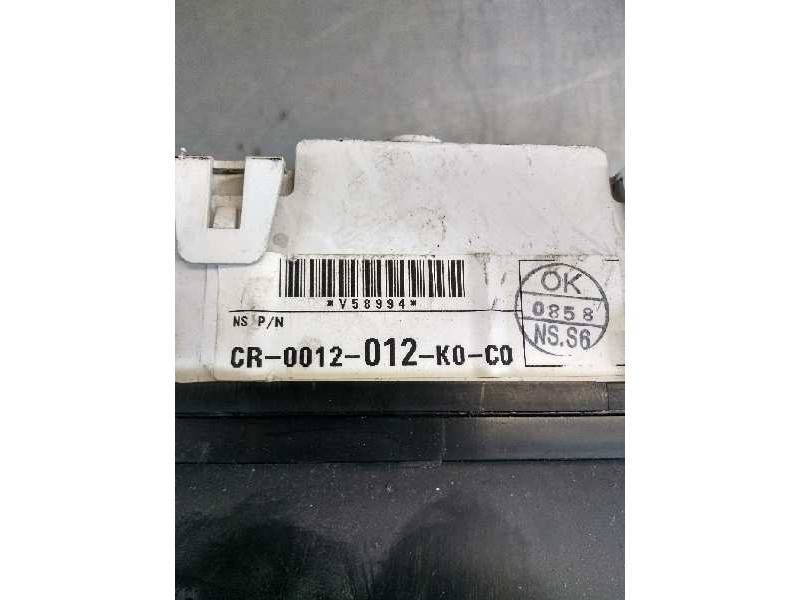 *V58994*
OK
0858
NS.S6
NS P/N
CR-0012-012-K0-C0